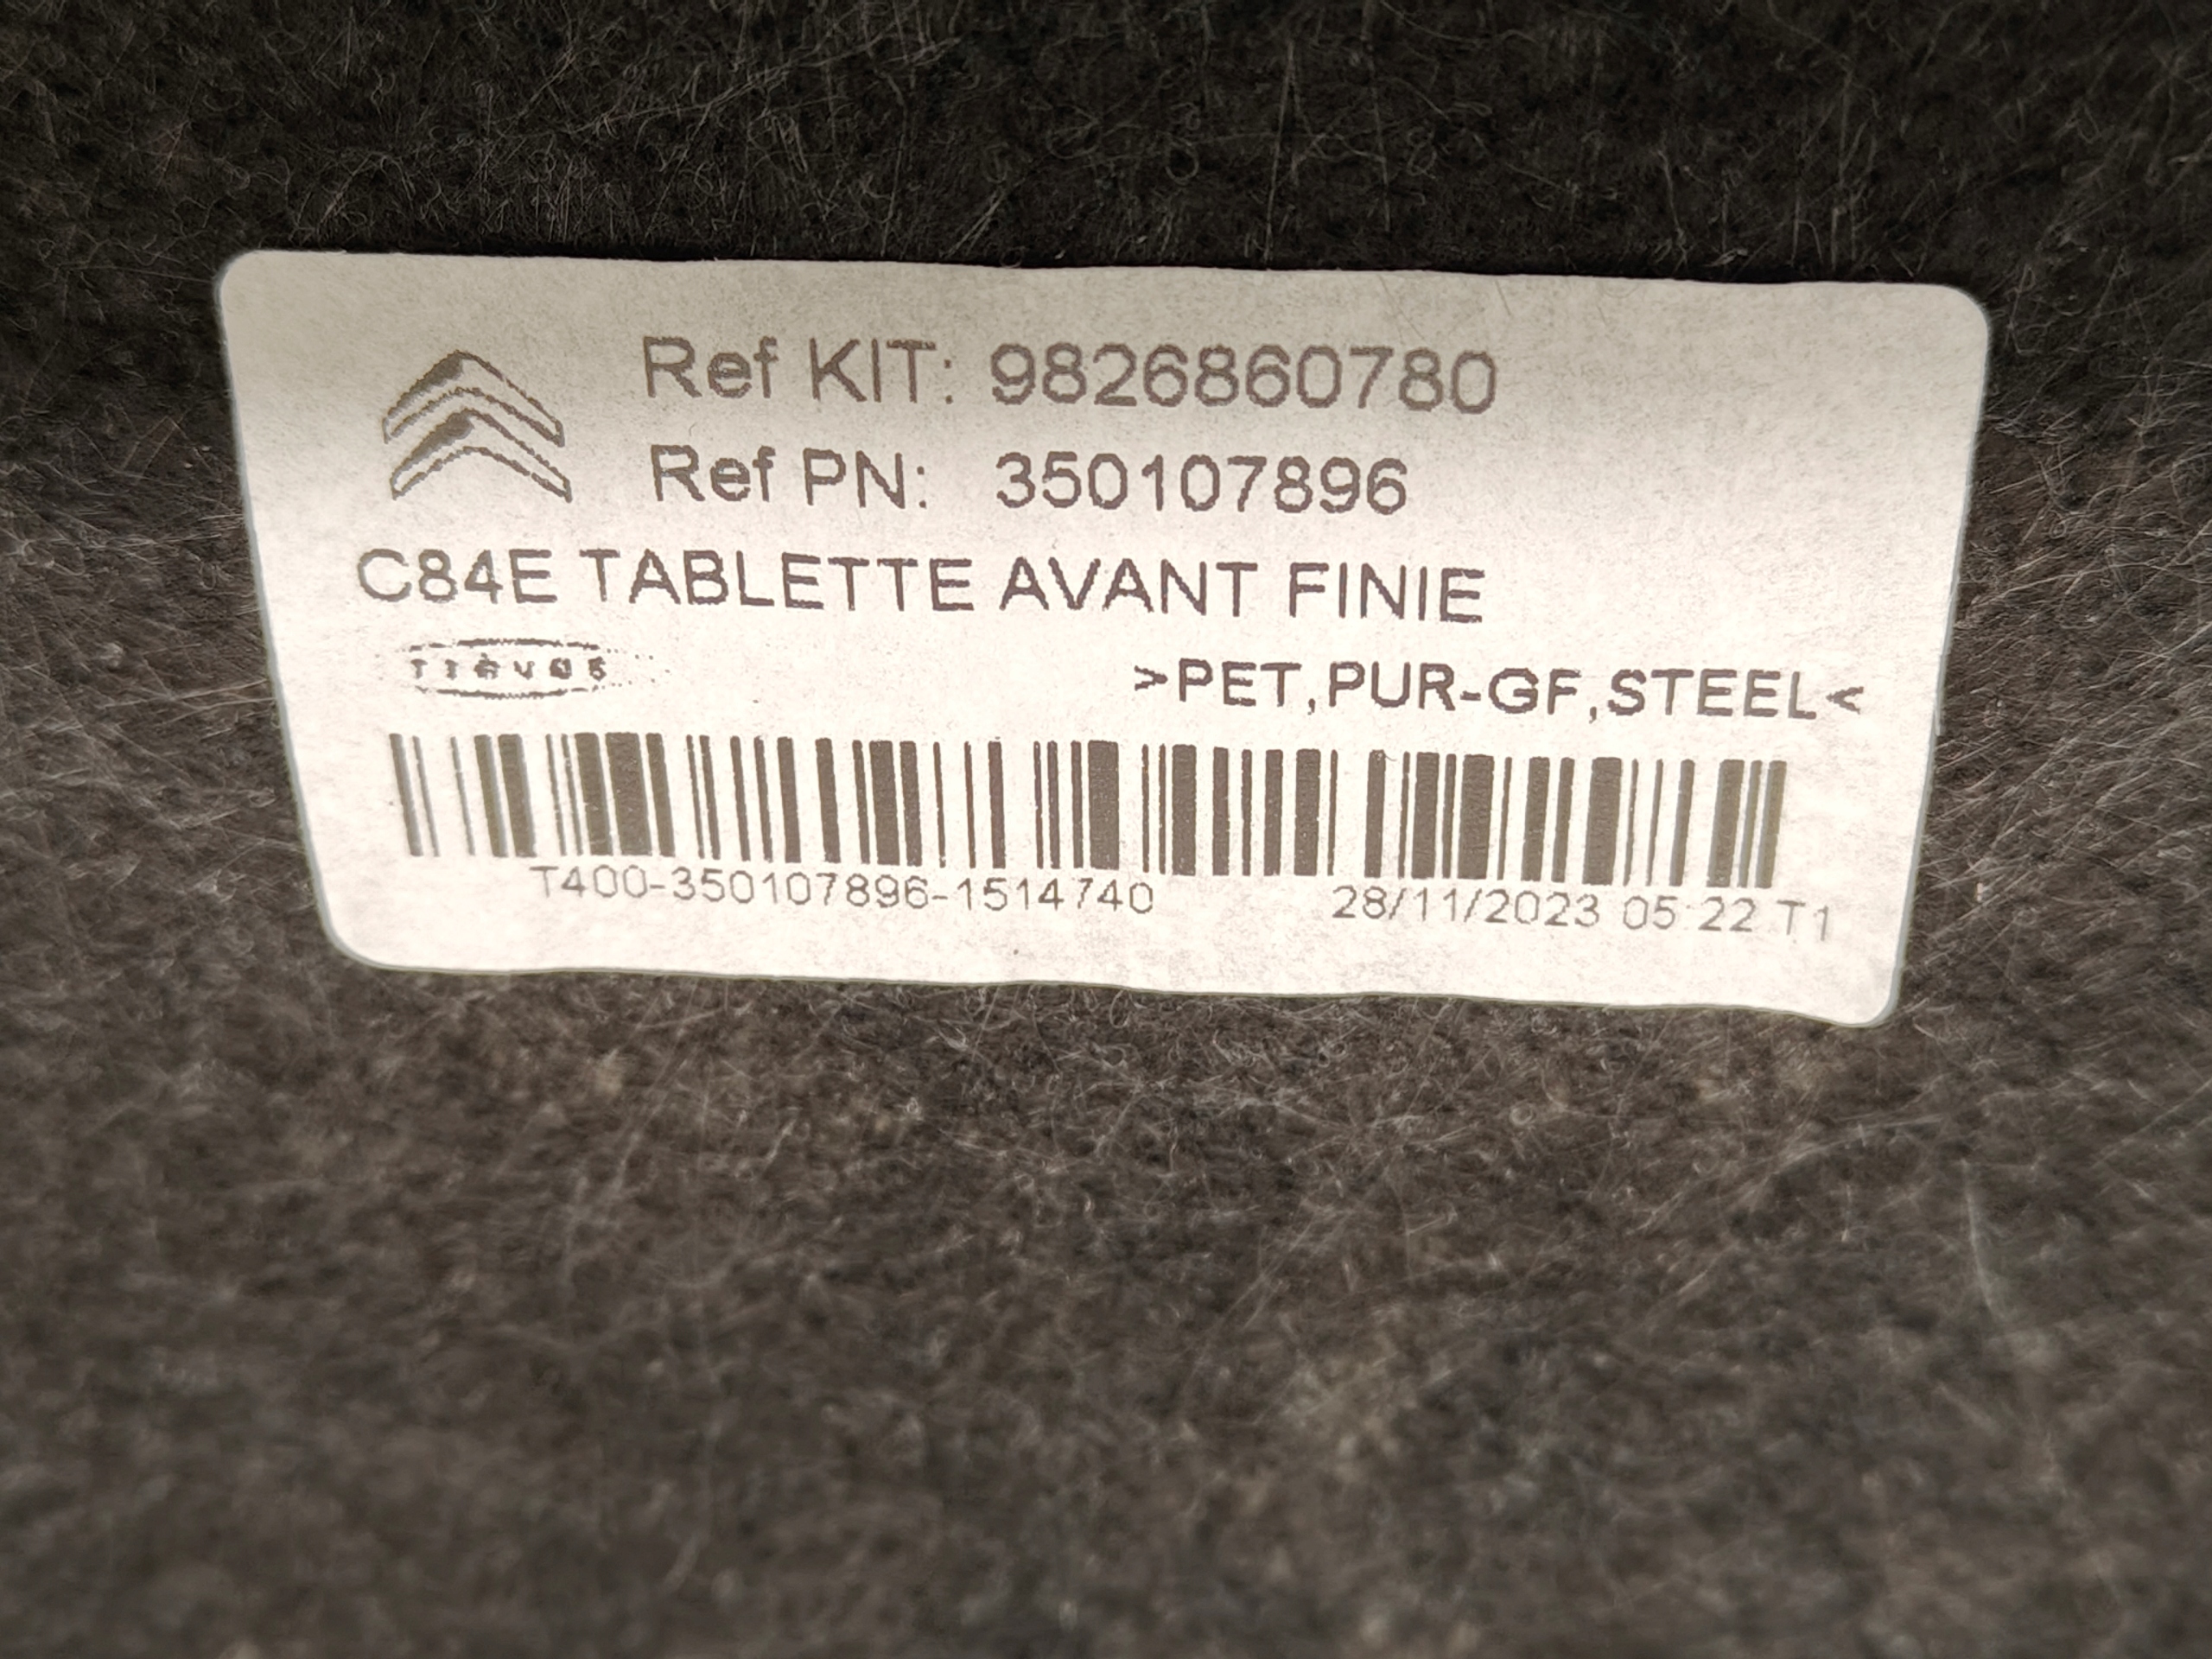 Ref KIT: 9826860780
Ref PN: 350107896
C84E TABLETTE AVANT FINIE
>PET,PUR-GF,STEEL<
T400-350107896-1514740 28/11/2023 05:22 T1